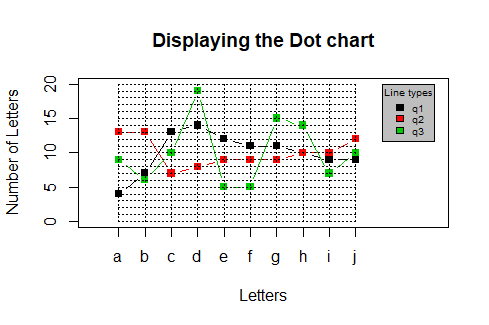 Displaying the Dot chart
Number of Letters
20
15
10
5
0
Line types
q1
q2
q3
a b c d e f g h i j
Letters